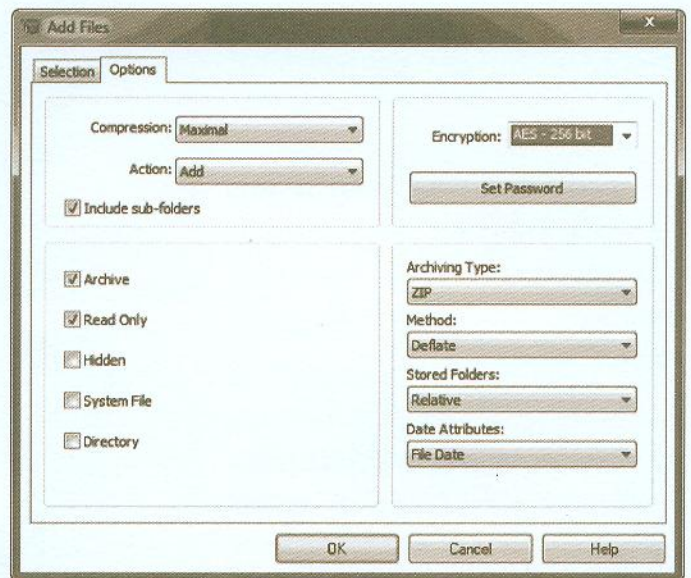 Add Files
x
Selection
Options
Compression: Maximal
Action: Add
Include sub-folders
Encryption: AES - 256 bit
Set Password
Archive
Read Only
Hidden
System File
Directory
Archiving Type:
ZIP
Method:
Deflate
Stored Folders:
Relative
Date Attributes:
File Date
OK
Cancel
Help